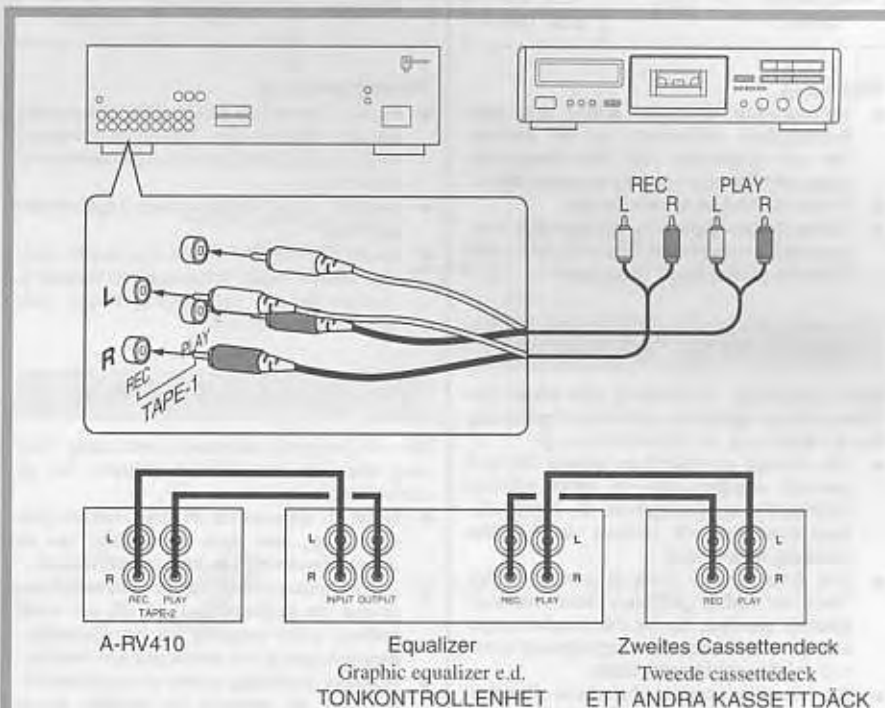 REC PLAY
L R L R
L
R
PLAY
REC
TAPE-1
L
R
REC PLAY
TAPE-2
L
R
INPUT OUTPUT
L
R
REC PLAY
L
R
REC PLAY
A-RV410
Equalizer
Zweites Cassettendeck
Graphic equalizer e.d.
Tweede cassettedeck
TONKONTROLLENHET
ETT ANDRA KASSETTDÄCK